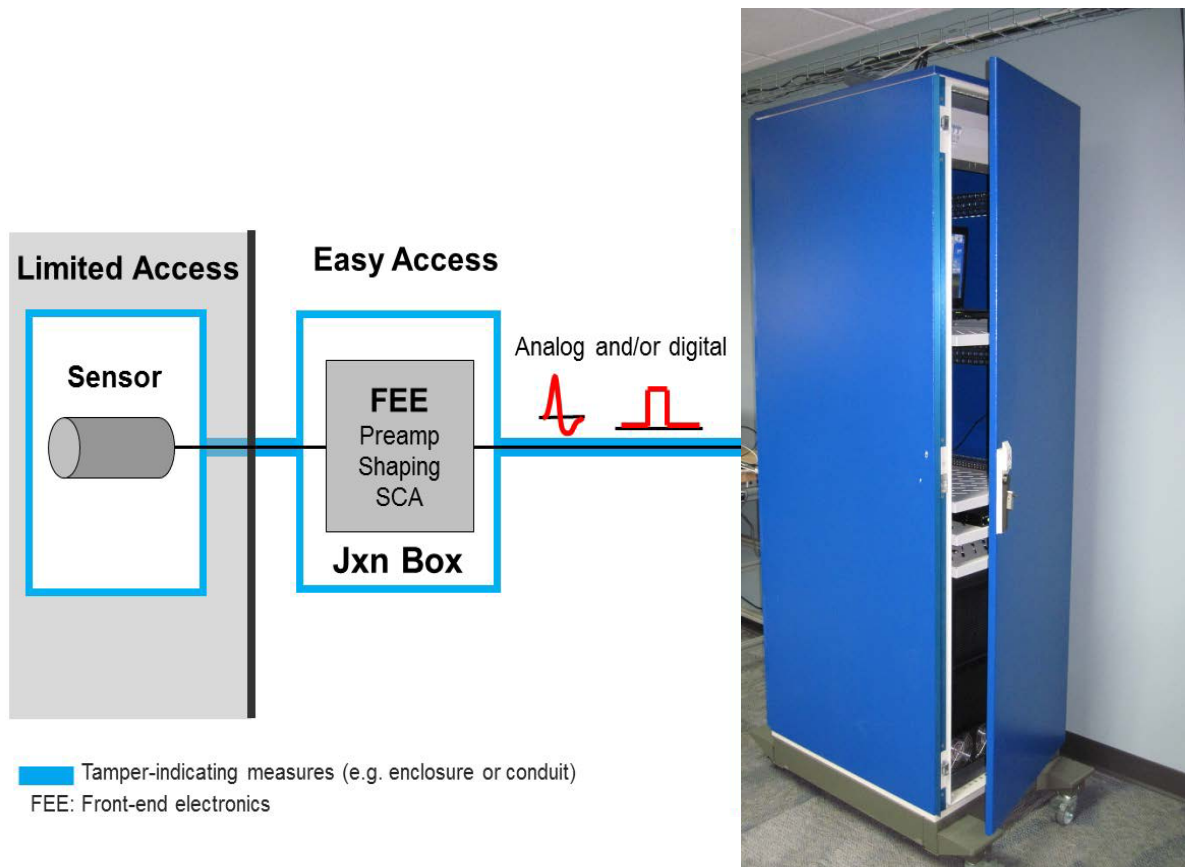 Limited Access
Easy Access
Sensor
Analog and/or digital
FEE
Preamp
Shaping
SCA
Jxn Box
Tamper-indicating measures (e.g. enclosure or conduit)
FEE: Front-end electronics